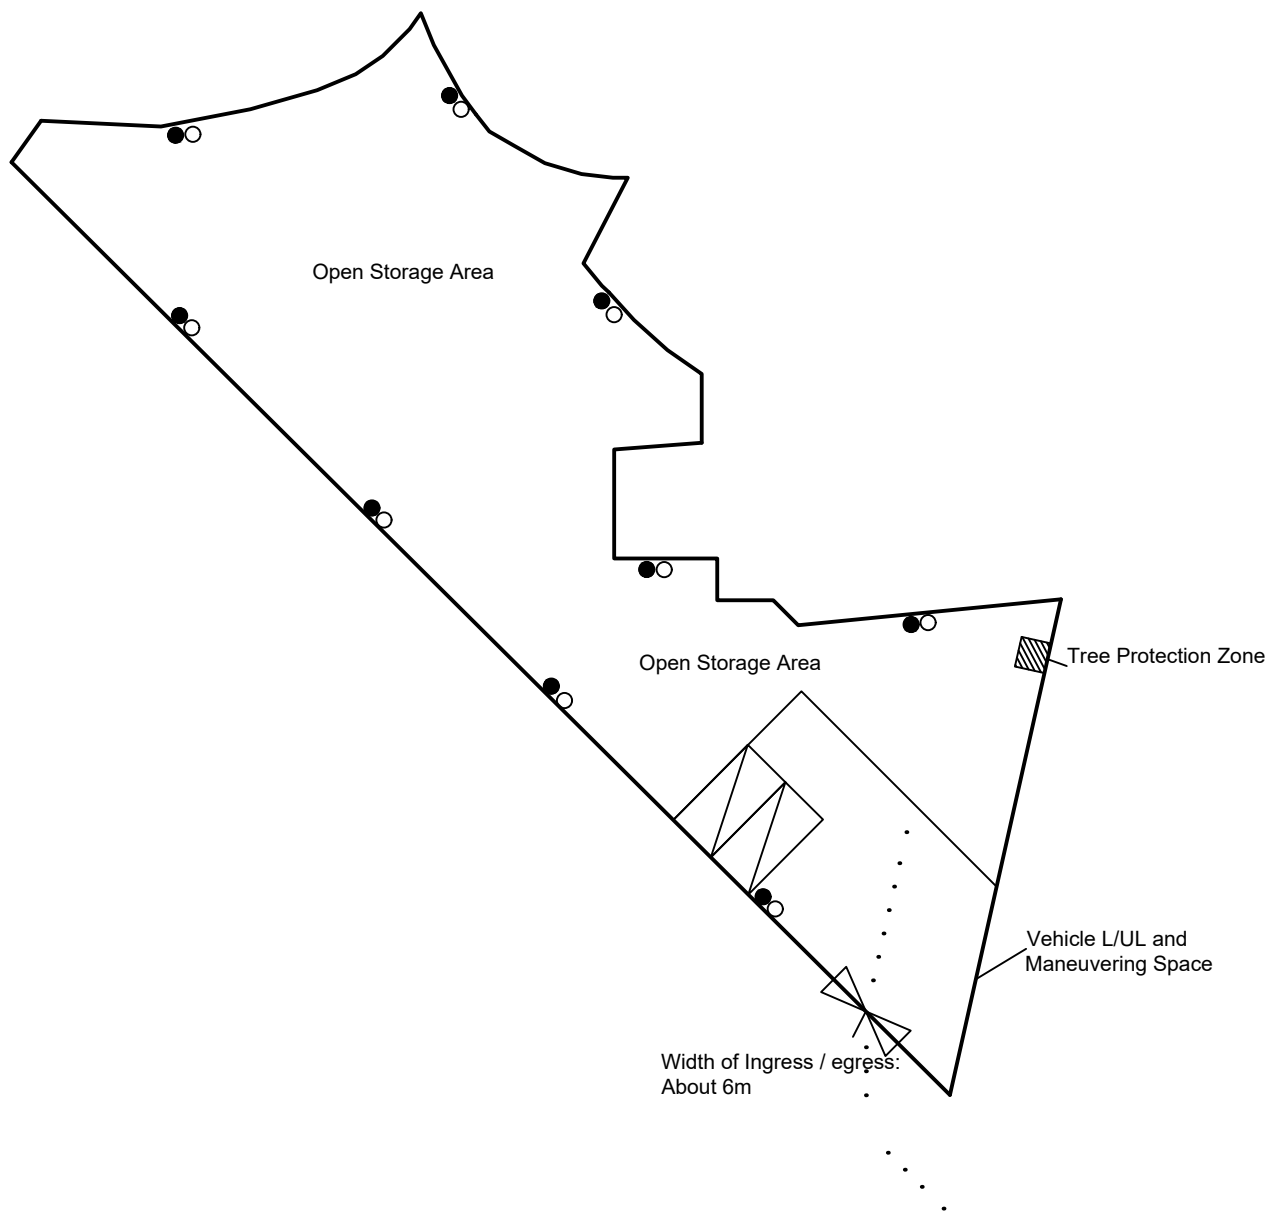 Open Storage Area
Open Storage Area
Tree Protection Zone
Vehicle L/UL and
Maneuvering Space
Width of Ingress / egress:
About 6m